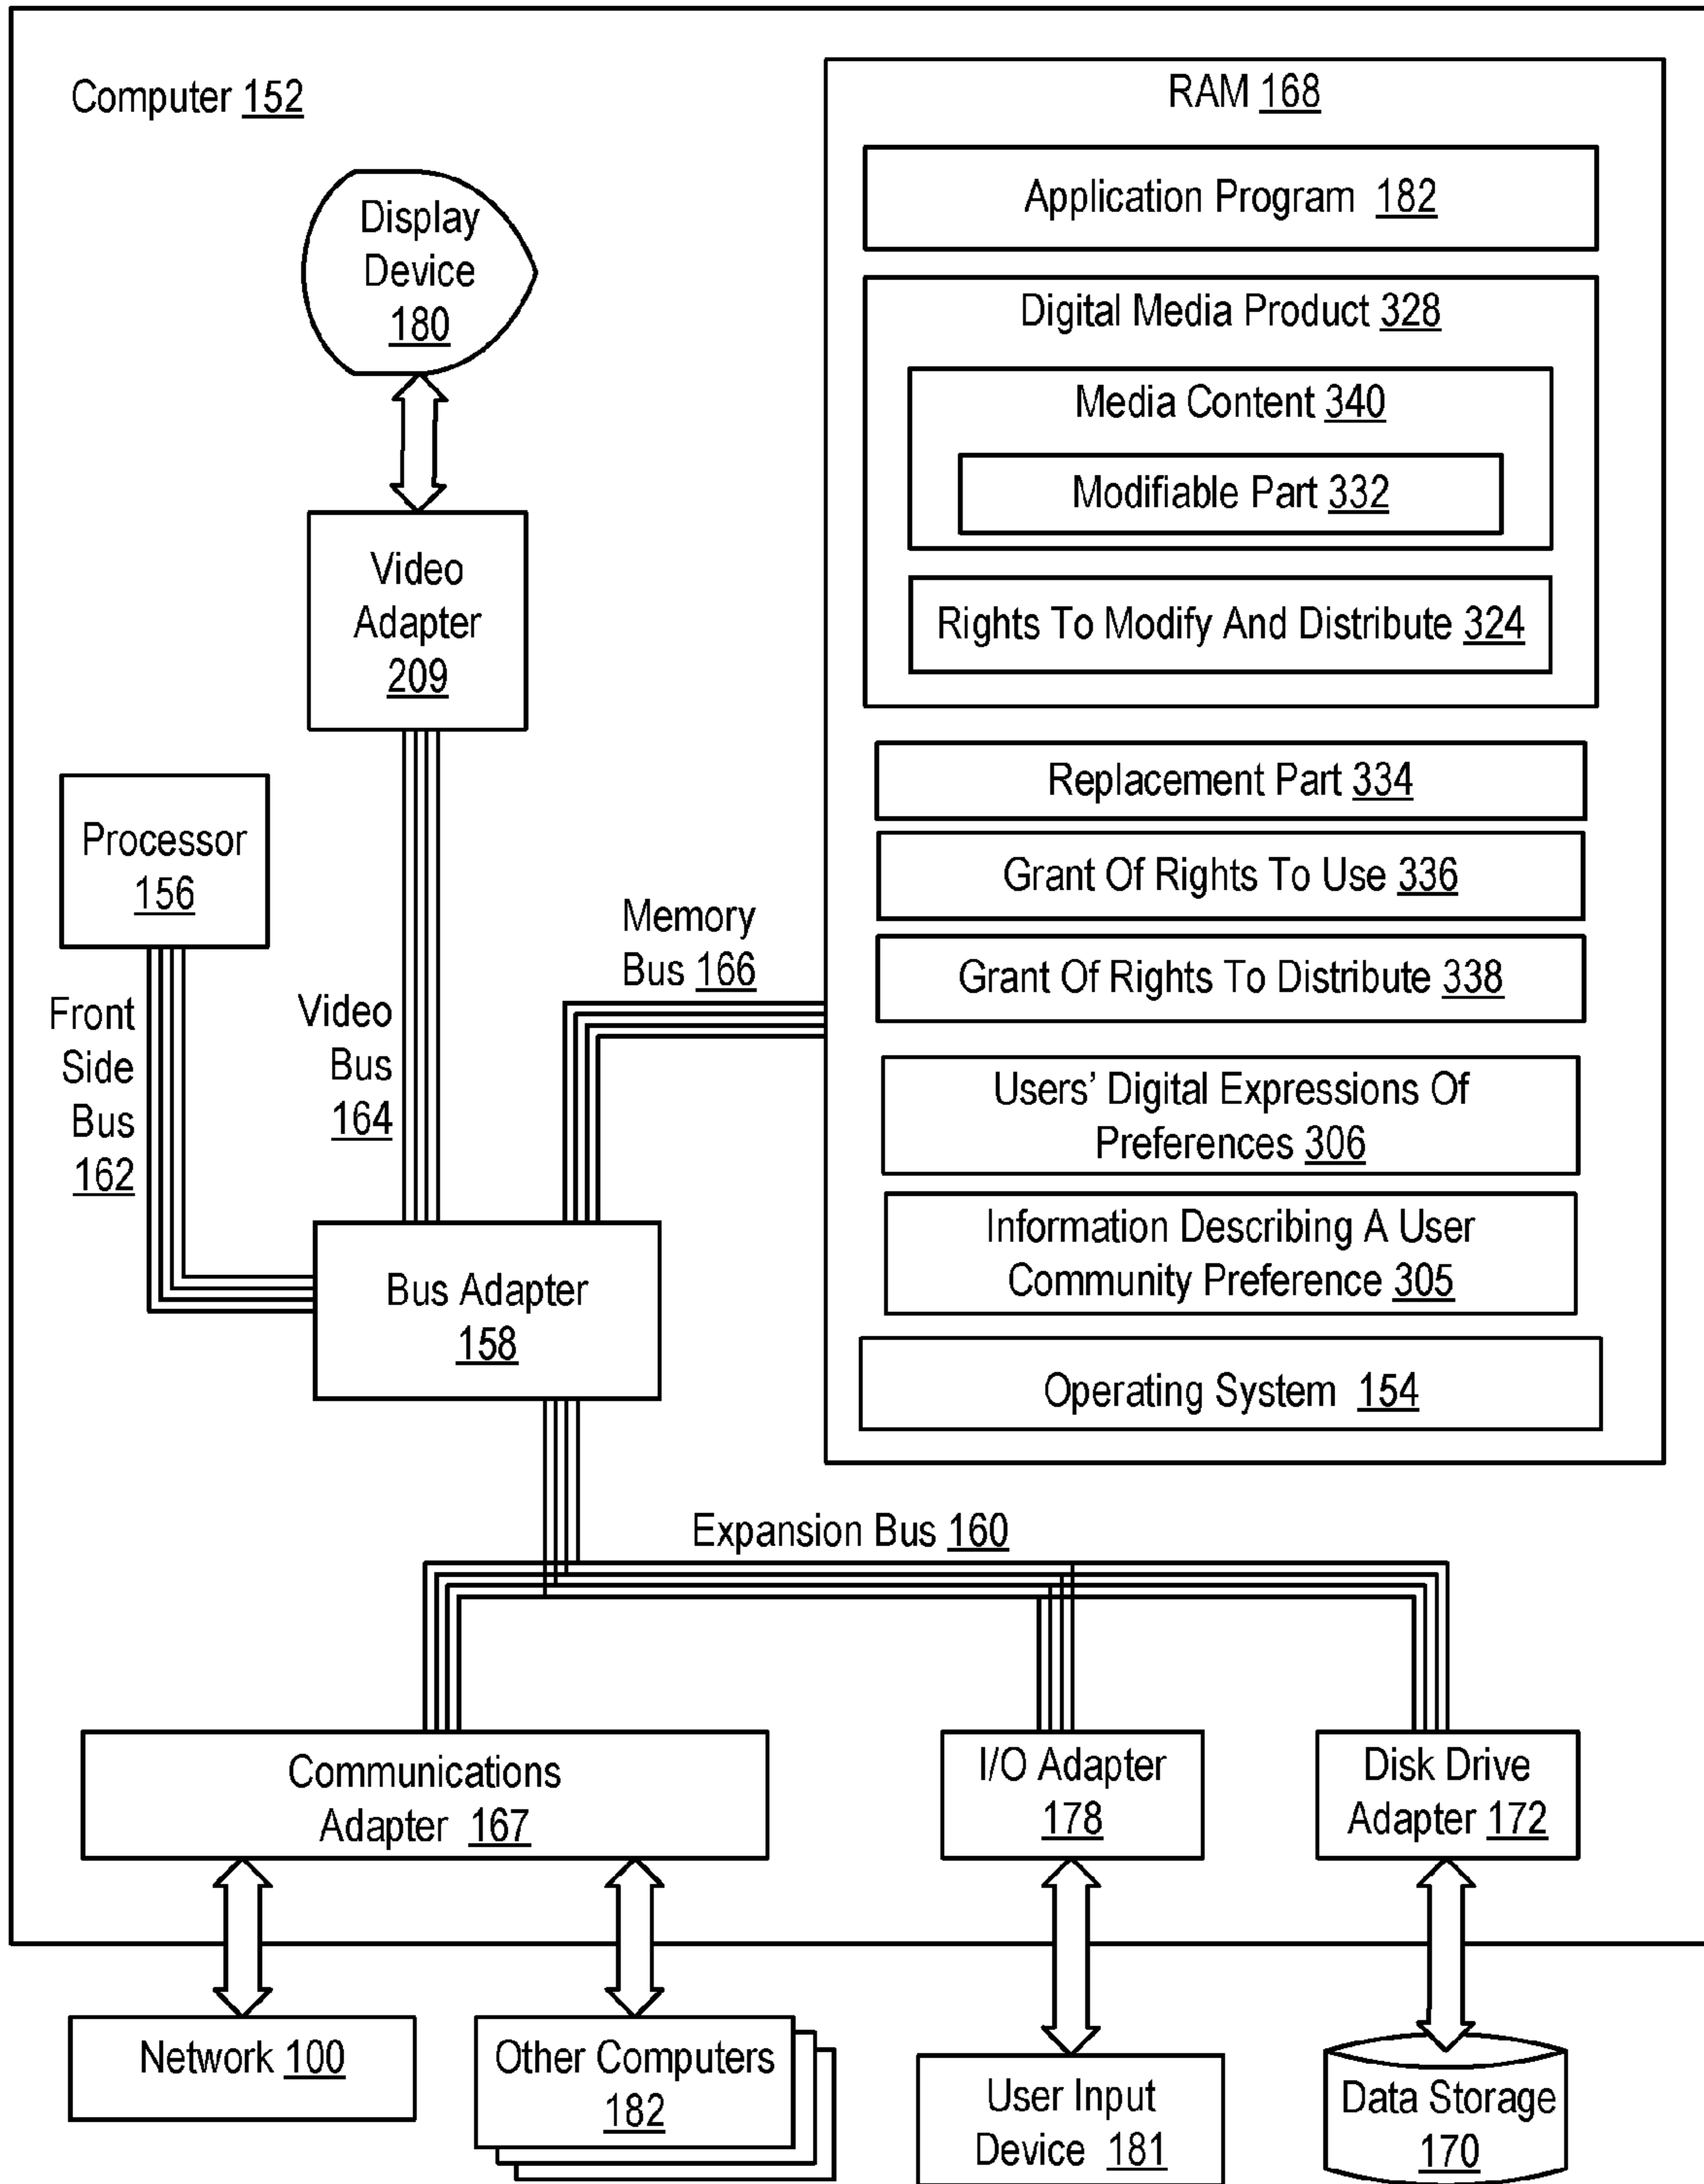 Computer 152
RAM 168
Application Program 182
Digital Media Product 328
Media Content 340
Modifiable Part 332
Rights To Modify And Distribute 324
Replacement Part 334
Grant Of Rights To Use 336
Grant Of Rights To Distribute 338
Users’ Digital Expressions Of
Preferences 306
Information Describing A User
Community Preference 305
Operating System 154
Display
Device
180
Video
Adapter
209
Processor
156
Front
Side
Bus
162
Video
Bus
164
Memory
Bus 166
Bus Adapter
158
Expansion Bus 160
Communications
Adapter 167
I/O Adapter
178
Disk Drive
Adapter 172
Network 100
Other Computers
182
User Input
Device 181
Data Storage
170